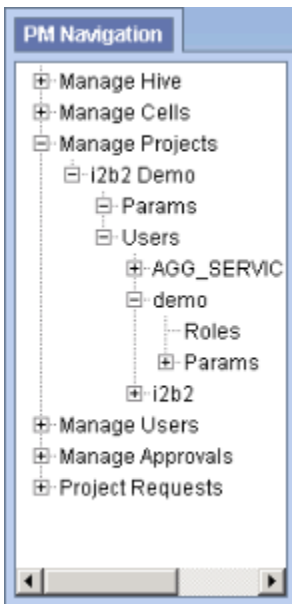 PM Navigation
Manage Hive
Manage Cells
Manage Projects
i2b2 Demo
Params
Users
AGG_SERVIC
demo
Roles
Params
i2b2
Manage Users
Manage Approvals
Project Requests